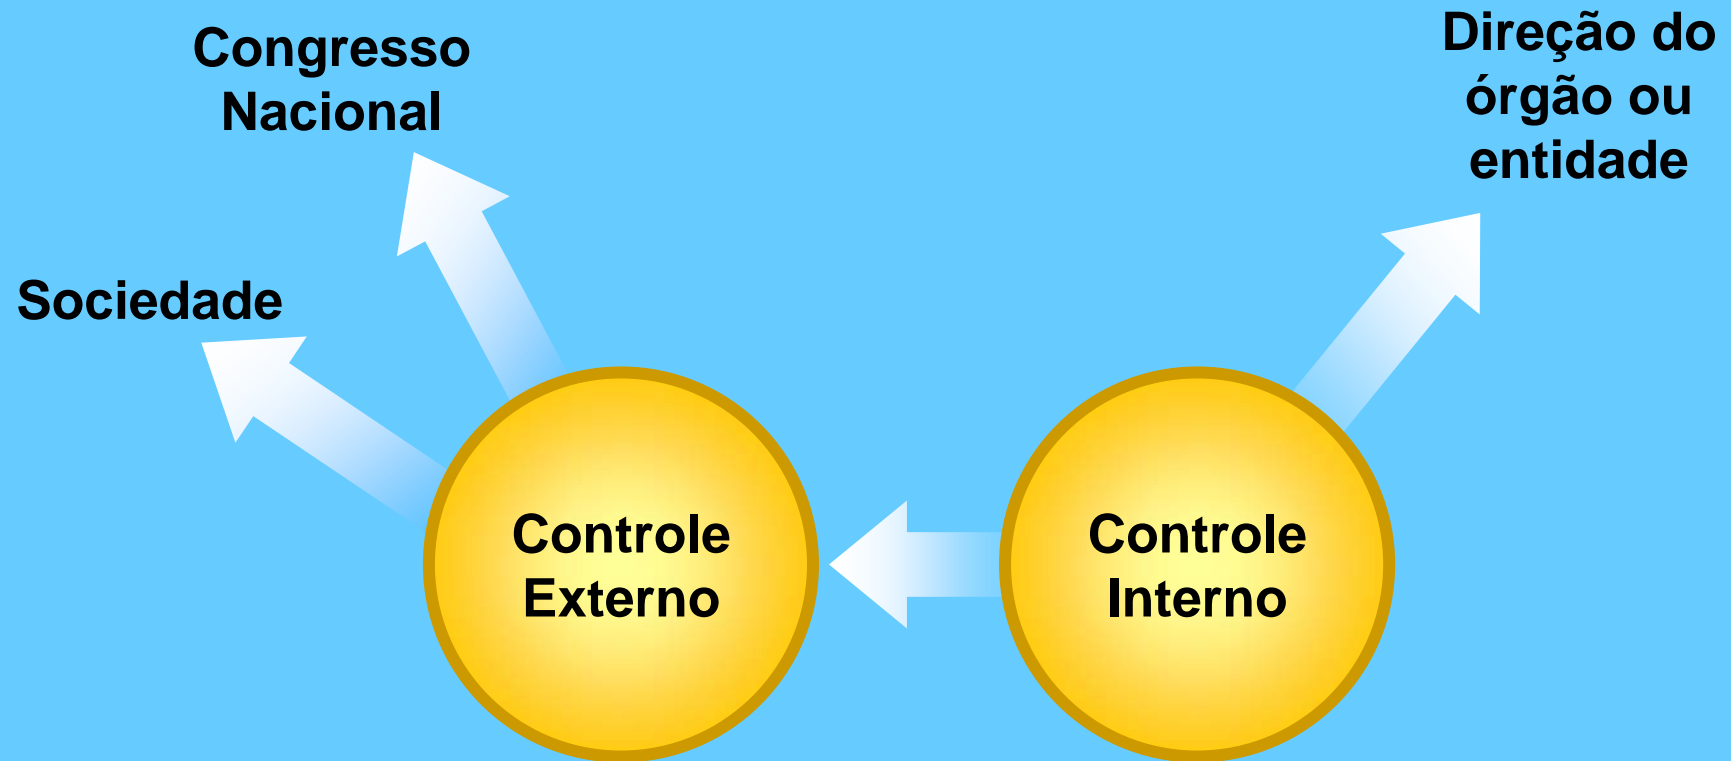 Congresso
Nacional
Direção do
órgão ou
entidade
Sociedade
Controle
Externo
Controle
Interno